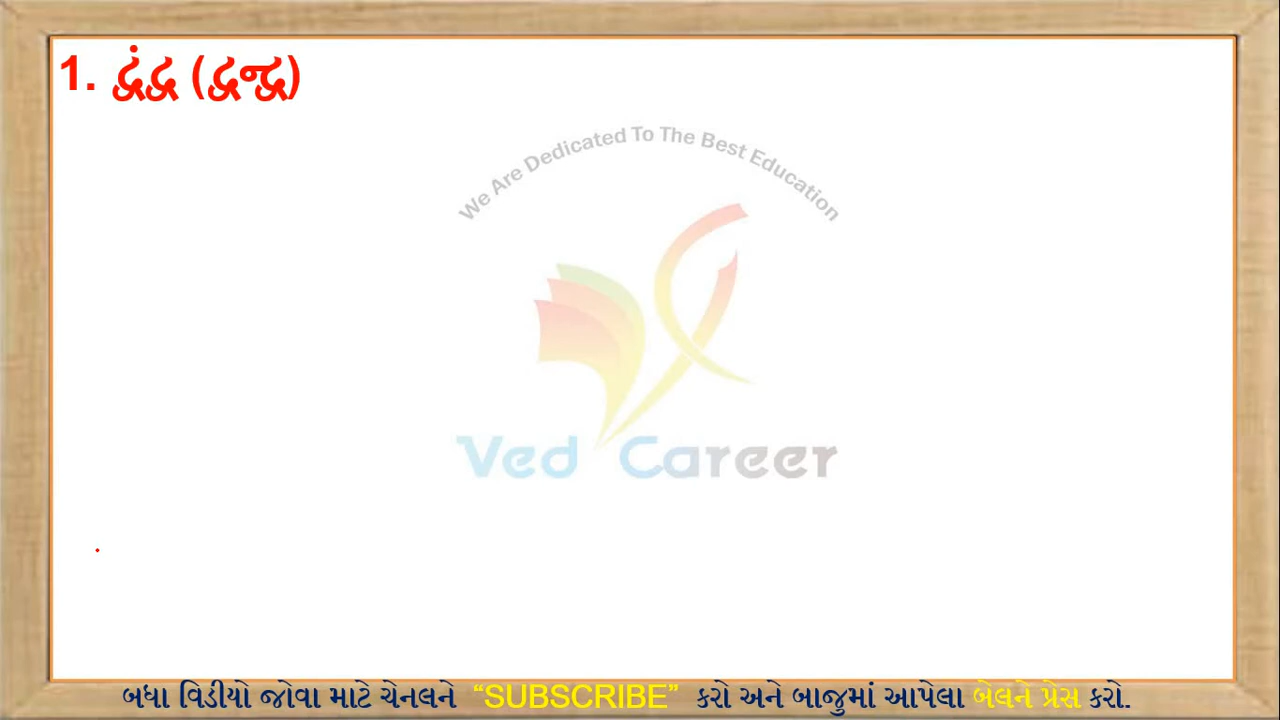 1. દ્વંદ્વ (દ્વન્દ્વ)
We Are Dedicated To The Best Education
Ved Career
બધા વિડીયો જોવા માટે ચેનલને “SUBSCRIBE” કરો અને બાજુમાં આપેલા બેલને પ્રેસ કરો.